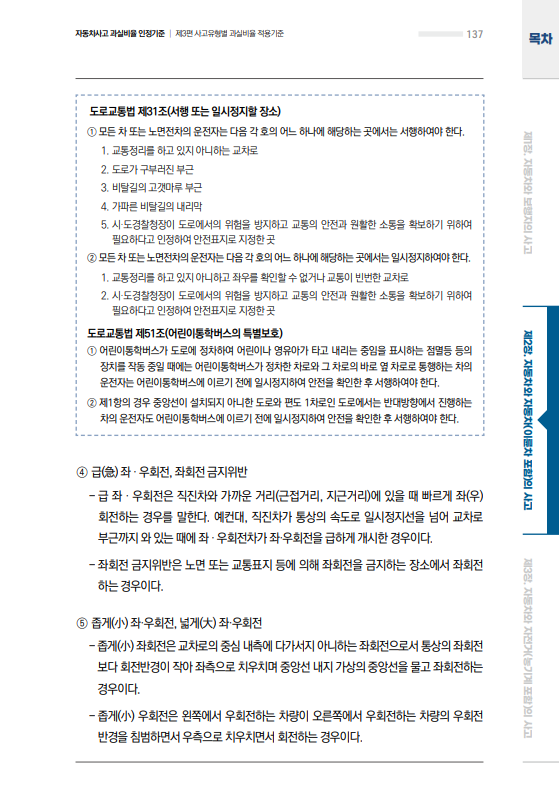 자동차사고 과실비율 인정기준 | 제3편 사고유형별 과실비율 적용기준
137
목차
도로교통법 제31조(서행 또는 일시정지할 장소)
① 모든 차 또는 노면전차의 운전자는 다음 각 호의 어느 하나에 해당하는 곳에서는 서행하여야 한다.
1. 교통정리를 하고 있지 아니하는 교차로
2. 도로가 구부러진 부근
3. 비탈길의 고갯마루 부근
4. 가파른 비탈길의 내리막
5. 시·도경찰청장이 도로에서의 위험을 방지하고 교통의 안전과 원활한 소통을 확보하기 위하여
필요하다고 인정하여 안전표지로 지정한 곳
② 모든 차 또는 노면전차의 운전자는 다음 각 호의 어느 하나에 해당하는 곳에서는 일시정지하여야 한다.
1. 교통정리를 하고 있지 아니하고 좌우를 확인할 수 없거나 교통이 빈번한 교차로
2. 시·도경찰청장이 도로에서의 위험을 방지하고 교통의 안전과 원활한 소통을 확보하기 위하여
필요하다고 인정하여 안전표지로 지정한 곳
도로교통법 제51조(어린이통학버스의 특별보호)
① 어린이통학버스가 도로에 정차하여 어린이나 영유아가 타고 내리는 중임을 표시하는 점멸등 등의
장치를 작동 중일 때에는 어린이통학버스가 정차한 차로와 그 차로의 바로 옆 차로로 통행하는 차의
운전자는 어린이통학버스에 이르기 전에 일시정지하여 안전을 확인한 후 서행하여야 한다.
② 제1항의 경우 중앙선이 설치되지 아니한 도로와 편도 1차로인 도로에서는 반대방향에서 진행하는
차의 운전자도 어린이통학버스에 이르기 전에 일시정지하여 안전을 확인한 후 서행하여야 한다.
④ 급(急) 좌 · 우회전, 좌회전 금지위반
– 급 좌 · 우회전은 직진차와 가까운 거리(근접거리, 지근거리)에 있을 때 빠르게 좌(우)
회전하는 경우를 말한다. 예컨대, 직진차가 통상의 속도로 일시정지선을 넘어 교차로
부근까지 와 있는 때에 좌 · 우회전차가 좌·우회전을 급하게 개시한 경우이다.
– 좌회전 금지위반은 노면 또는 교통표지 등에 의해 좌회전을 금지하는 장소에서 좌회전
하는 경우이다.
⑤ 좁게(小) 좌·우회전, 넓게(大) 좌·우회전
– 좁게(小) 좌회전은 교차로의 중심 내측에 다가서지 아니하는 좌회전으로서 통상의 좌회전
보다 회전반경이 작아 좌측으로 치우치며 중앙선 내지 가상의 중앙선을 물고 좌회전하는
경우이다.
– 좁게(小) 우회전은 왼쪽에서 우회전하는 차량이 오른쪽에서 우회전하는 차량의 우회전
반경을 침범하면서 우측으로 치우치면서 회전하는 경우이다.
제1장. 자동차와 보행자의 사고
제2장. 자동차와 자동차(이륜차 포함)의 사고
제3장. 자동차와 자전거(농기계 포함)의 사고